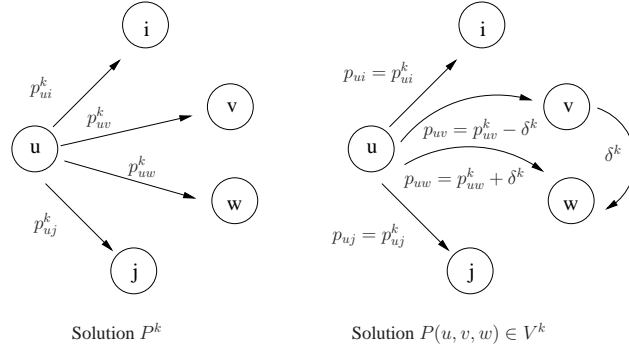 i
p^k_{ui}
v
p^k_{uv}
u
p^k_{uw}
w
p^k_{uj}
j
Solution P^k
i
p_{ui} = p^k_{ui}
v
p_{uv} = p^k_{uv} − δ^k
u
δ^k
p_{uw} = p^k_{uw} + δ^k
w
p_{uj} = p^k_{uj}
j
Solution P(u, v, w) ∈ V^k